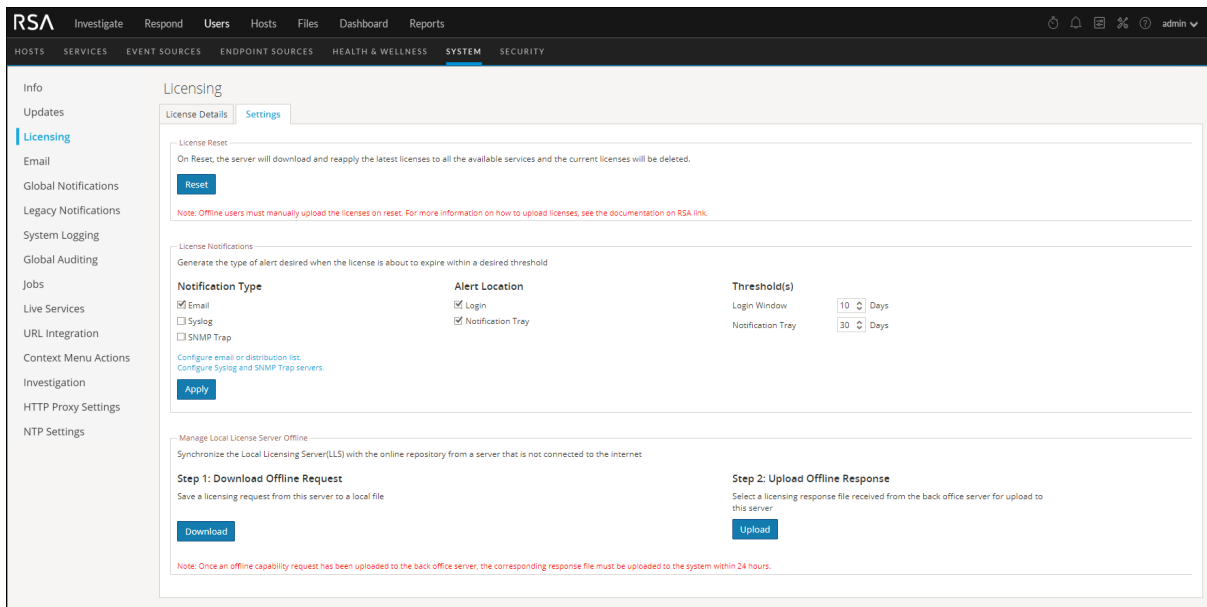 RSA Investigate Respond Users Hosts Files Dashboard Reports admin
HOSTS SERVICES EVENT SOURCES ENDPOINT SOURCES HEALTH & WELLNESS SYSTEM SECURITY
Info
Updates
Licensing
Email
Global Notifications
Legacy Notifications
System Logging
Global Auditing
Jobs
Live Services
URL Integration
Context Menu Actions
Investigation
HTTP Proxy Settings
NTP Settings
Licensing
License Details Settings
License Reset
On Reset, the server will download and reapply the latest licenses to all the available services and the current licenses will be deleted.
Reset
Note: Offline users must manually upload the licenses on reset. For more information on how to upload licenses, see the documentation on RSA link.
License Notifications
Generate the type of alert desired when the license is about to expire within a desired threshold
Notification Type
Email
Syslog
SNMP Trap
Configure email or distribution list.
Configure Syslog and SNMP Trap servers.
Apply
Alert Location
Login
Notification Tray
Threshold(s)
Login Window 10 Days
Notification Tray 30 Days
Manage Local License Server Offline
Synchronize the Local Licensing Server(LLS) with the online repository from a server that is not connected to the internet
Step 1: Download Offline Request
Save a licensing request from this server to a local file
Download
Step 2: Upload Offline Response
Select a licensing response file received from the back office server for upload to
this server
Upload
Note: Once an offline capability request has been uploaded to the back office server, the corresponding response file must be uploaded to the system within 24 hours.